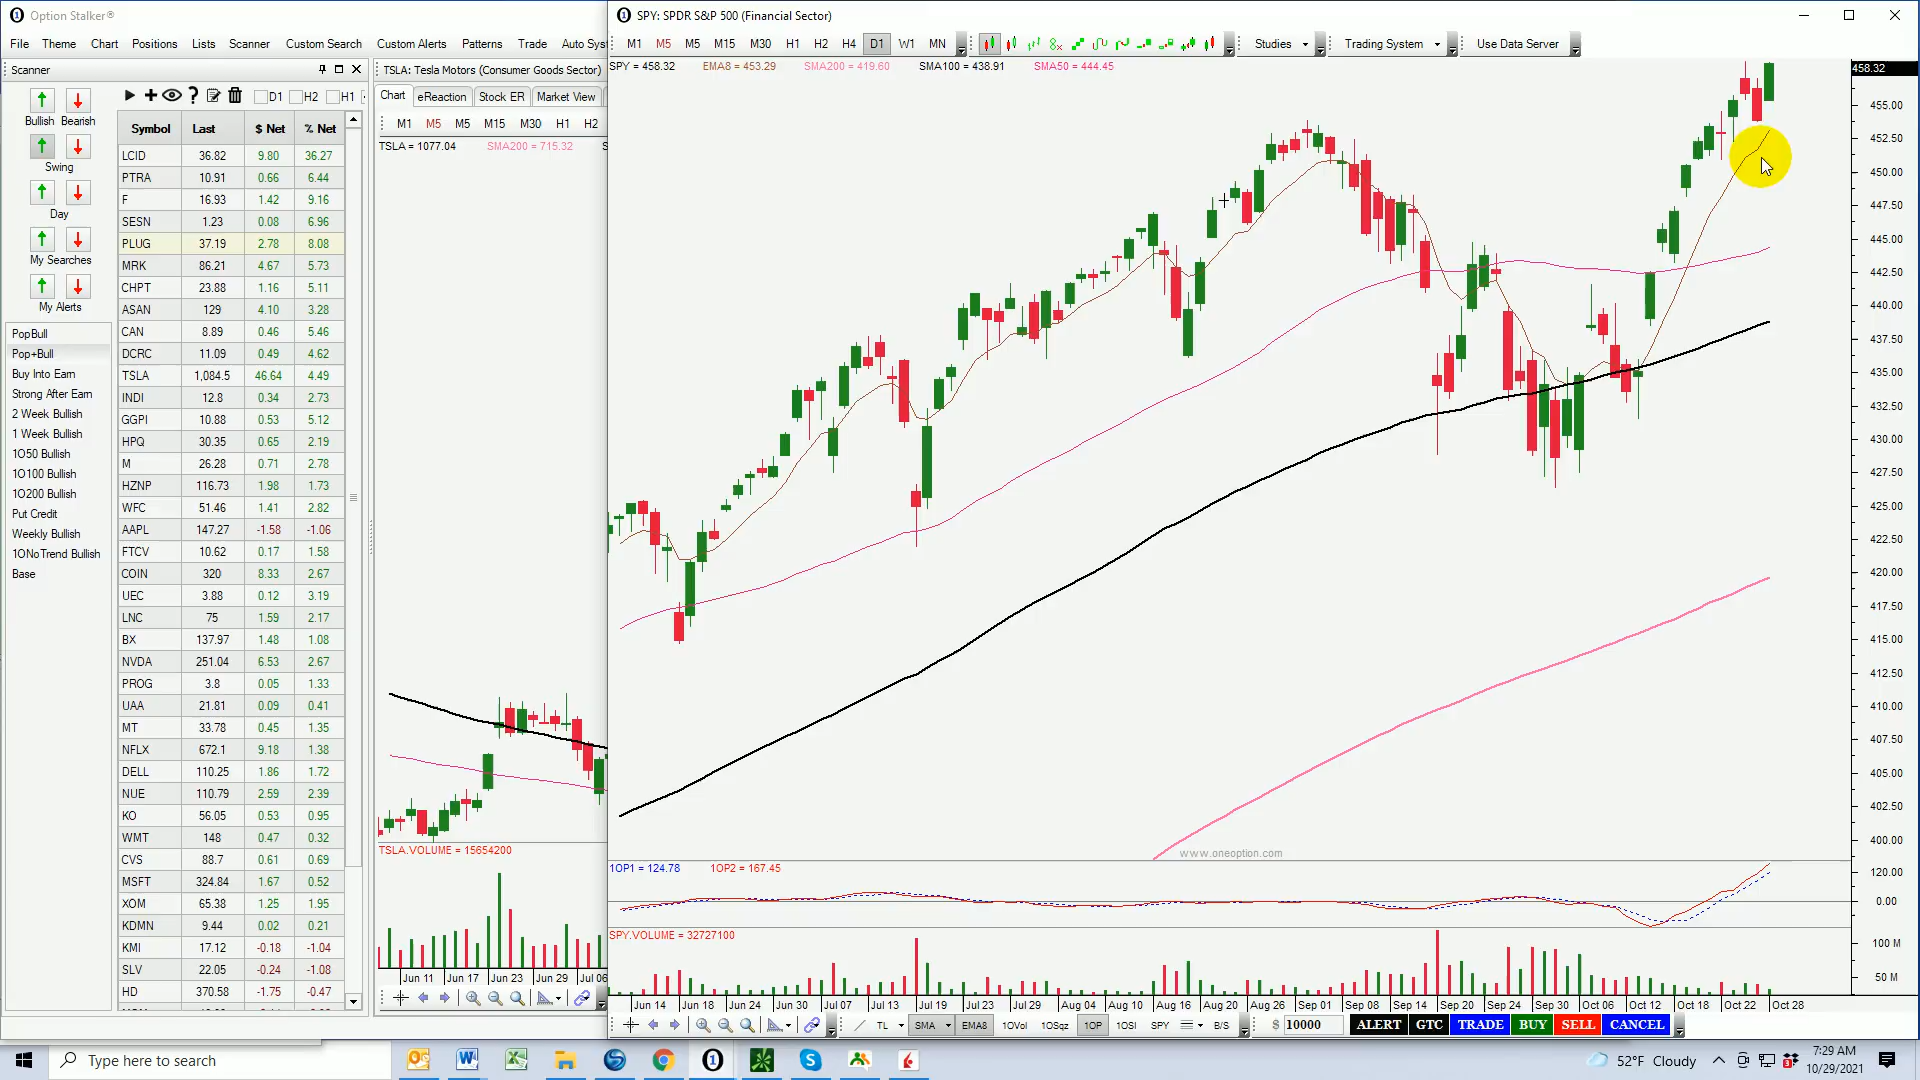 Option Stalker®
SPY: SPDR S&P 500 (Financial Sector)
File Theme Chart Positions Lists Scanner Custom Search Custom Alerts Patterns Trade Auto Sys
M1 M5 M5 M15 M30 H1 H2 H4 D1 W1 MN
Studies Trading System Use Data Server
Scanner
TSLA: Tesla Motors (Consumer Goods Sector)
SPY = 458.32 EMA8 = 453.29 SMA200 = 419.60 SMA100 = 438.91 SMA50 = 444.45
Chart eReaction Stock ER Market View
D1 H2 H1
M1 M5 M5 M15 M30 H1 H2
TSLA = 1077.04 SMA200 = 715.32 S
Bullish Bearish
Swing
Day
My Searches
My Alerts
PopBull
Pop+Bull
Buy Into Earn
Strong After Earn
2 Week Bullish
1 Week Bullish
1O50 Bullish
1O100 Bullish
1O200 Bullish
Put Credit
Weekly Bullish
1ONoTrend Bullish
Base
Symbol Last $ Net % Net
LCID 36.82 9.80 36.27
PTRA 10.91 0.66 6.44
F 16.93 1.42 9.16
SESN 1.23 0.08 6.96
PLUG 37.19 2.78 8.08
MRK 86.21 4.67 5.73
CHPT 23.88 1.16 5.11
ASAN 129 4.10 3.28
CAN 8.89 0.46 5.46
DCRC 11.09 0.49 4.62
TSLA 1,084.5 46.64 4.49
INDI 12.8 0.34 2.73
GGPI 10.88 0.53 5.12
HPQ 30.35 0.65 2.19
M 26.28 0.71 2.78
HZNP 116.73 1.98 1.73
WFC 51.46 1.41 2.82
AAPL 147.27 -1.58 -1.06
FTCV 10.62 0.17 1.58
COIN 320 8.33 2.67
UEC 3.88 0.12 3.19
LNC 75 1.59 2.17
BX 137.97 1.48 1.08
NVDA 251.04 6.53 2.67
PROG 3.8 0.05 1.33
UAA 21.81 0.09 0.41
MT 33.78 0.45 1.35
NFLX 672.1 9.18 1.38
DELL 110.25 1.86 1.72
NUE 110.79 2.59 2.39
KO 56.05 0.53 0.95
WMT 148 0.47 0.32
CVS 88.7 0.61 0.69
MSFT 324.84 1.67 0.52
XOM 65.38 1.25 1.95
KDMN 9.44 0.02 0.21
KMI 17.12 -0.18 -1.04
SLV 22.05 -0.24 -1.08
HD 370.58 -1.75 -0.47
TSLA.VOLUME = 15654200
Jun 11 Jun 17 Jun 23 Jun 29 Jul 06
458.32
455.00
452.50
450.00
447.50
445.00
442.50
440.00
437.50
435.00
432.50
430.00
427.50
425.00
422.50
420.00
417.50
415.00
412.50
410.00
407.50
405.00
402.50
400.00
www.oneoption.com
1OP1 = 124.78 1OP2 = 167.45
120.00
0.00
SPY.VOLUME = 32727100
100 M
50 M
Jun 14 Jun 18 Jun 24 Jun 30 Jul 07 Jul 13 Jul 19 Jul 23 Jul 29 Aug 04 Aug 10 Aug 16 Aug 20 Aug 26 Sep 01 Sep 08 Sep 14 Sep 20 Sep 24 Sep 30 Oct 06 Oct 12 Oct 18 Oct 22 Oct 28
TL SMA EMA8 1OVol 1OSqz 1OP 1OSI SPY B/S $ 10000 ALERT GTC TRADE BUY SELL CANCEL
Type here to search
52°F Cloudy
7:29 AM
10/29/2021